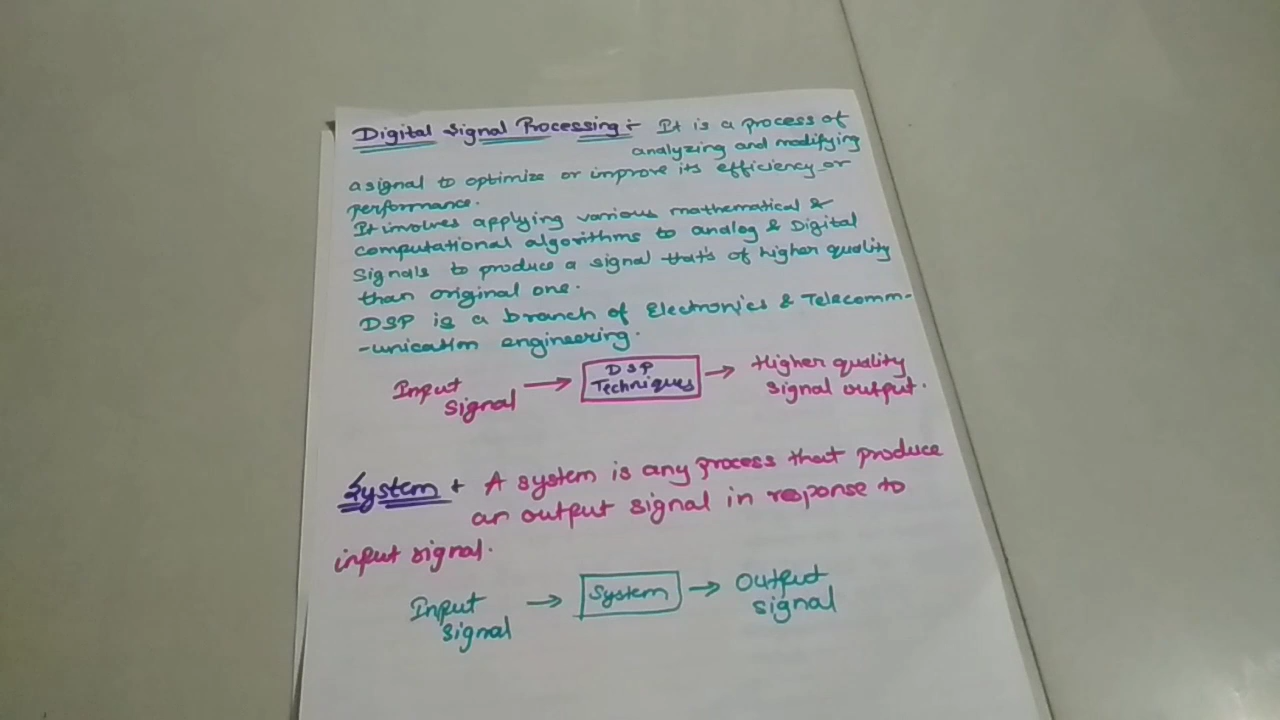 Digital Signal Processing :- It is a process of
analyzing and modifying
a signal to optimize or improve its efficiency or
performance.
It involves applying various mathematical &
computational algorithms to analog & Digital
Signals to produce a signal that's of higher quality
than original one.
DSP is a branch of Electronics & Telecomm-
-unication engineering.
Input
signal → DSP
Techniques → Higher quality
signal output.
System :- A system is any process that produce
an output signal in response to
input signal.
Input
signal → System → Output
signal